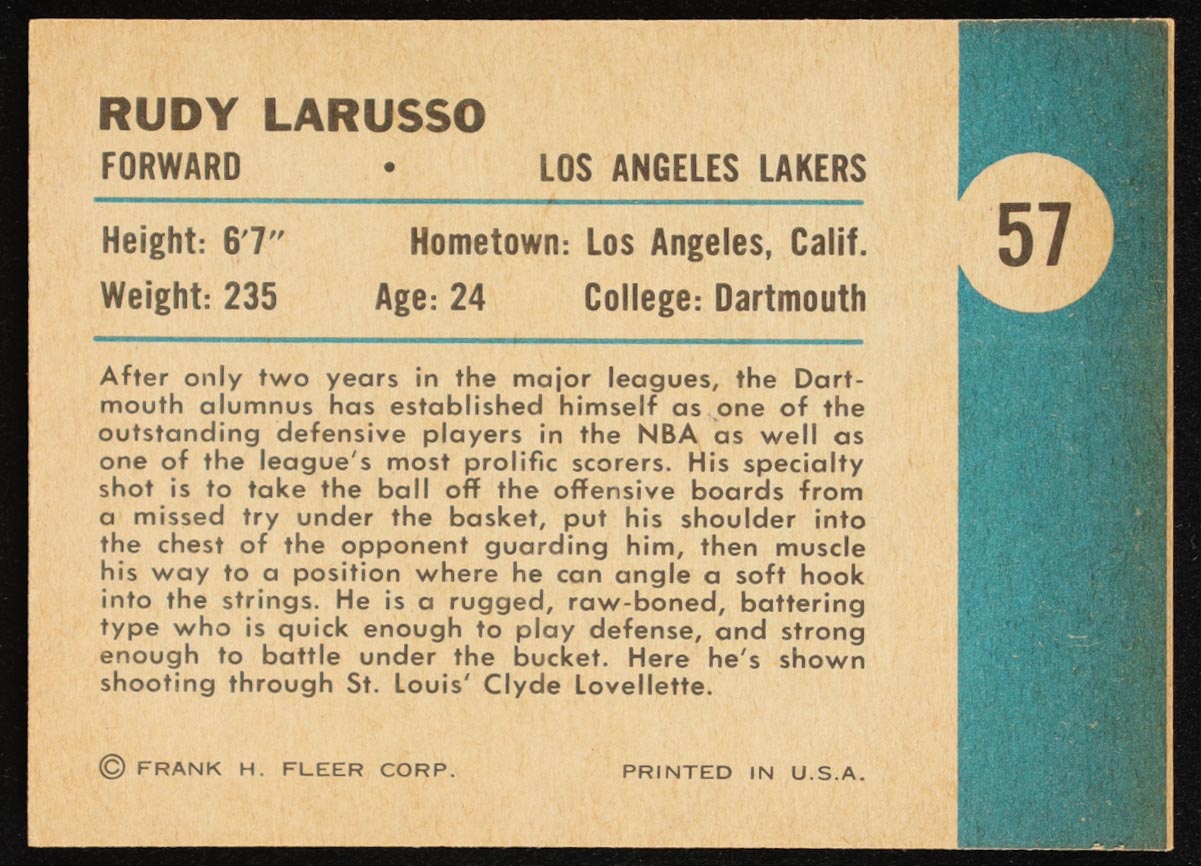 RUDY LARUSSO
FORWARD • LOS ANGELES LAKERS
57
Height: 6'7" Hometown: Los Angeles, Calif.
Weight: 235 Age: 24 College: Dartmouth
After only two years in the major leagues, the Dart-
mouth alumnus has established himself as one of the
outstanding defensive players in the NBA as well as
one of the league's most prolific scorers. His specialty
shot is to take the ball off the offensive boards from
a missed try under the basket, put his shoulder into
the chest of the opponent guarding him, then muscle
his way to a position where he can angle a soft hook
into the strings. He is a rugged, raw-boned, battering
type who is quick enough to play defense, and strong
enough to battle under the bucket. Here he's shown
shooting through St. Louis' Clyde Lovellette.
© FRANK H. FLEER CORP. PRINTED IN U.S.A.